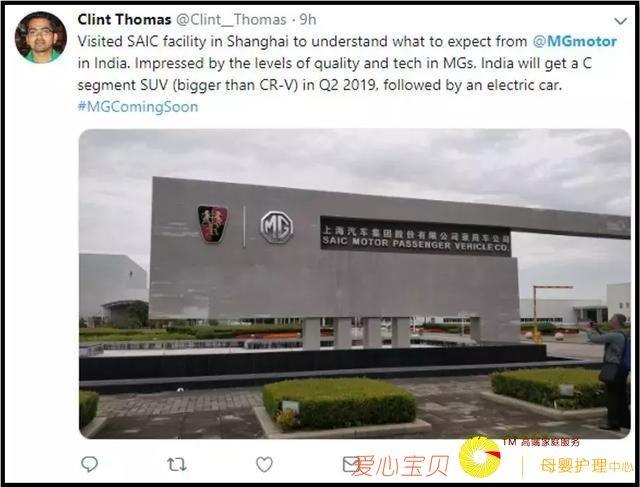 Clint Thomas @Clint__Thomas · 9h
Visited SAIC facility in Shanghai to understand what to expect from @MGmotor
in India. Impressed by the levels of quality and tech in MGs. India will get a C
segment SUV (bigger than CR-V) in Q2 2019, followed by an electric car.
#MGComingSoon
MG
上海汽车集团股份有限公司乘用车公司
SAIC MOTOR PASSENGER VEHICLE CO.
TM 高端家庭服务
爱心宝贝 母婴护理中心